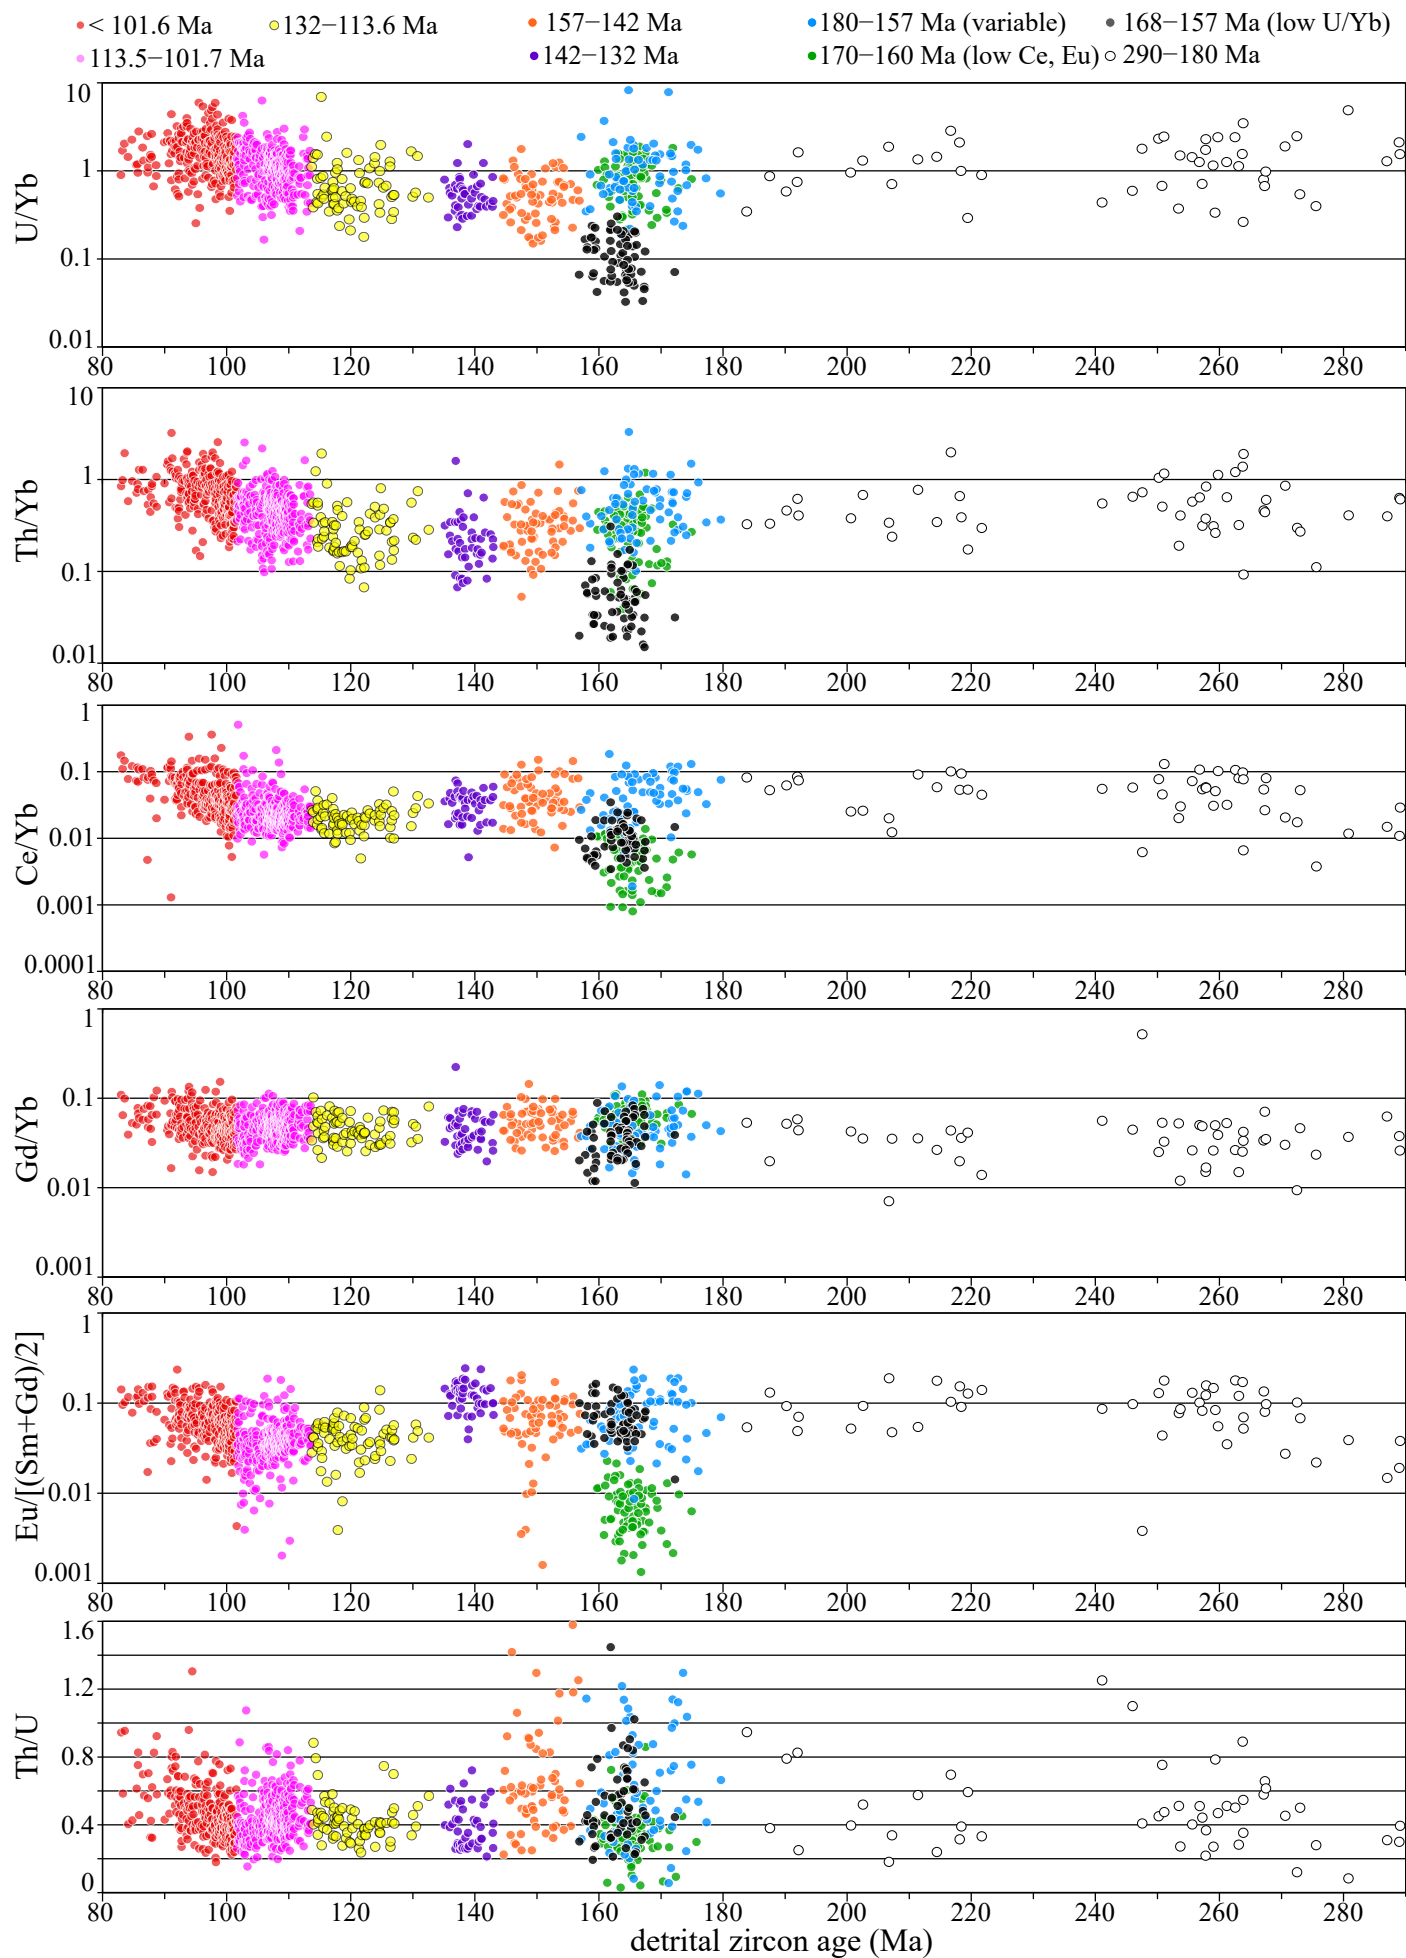 < 101.6 Ma 132−113.6 Ma 157−142 Ma 180−157 Ma (variable) 168−157 Ma (low U/Yb)
113.5−101.7 Ma 142−132 Ma 170−160 Ma (low Ce, Eu) 290−180 Ma
10
1
0.1
0.01
U/Yb
80 100 120 140 160 180 200 220 240 260 280
10
1
0.1
0.01
Th/Yb
80 100 120 140 160 180 200 220 240 260 280
1
0.1
0.01
0.001
0.0001
Ce/Yb
80 100 120 140 160 180 200 220 240 260 280
1
0.1
0.01
0.001
Gd/Yb
80 100 120 140 160 180 200 220 240 260 280
1
0.1
0.01
0.001
Eu/[(Sm+Gd)/2]
80 100 120 140 160 180 200 220 240 260 280
1.6
1.2
0.8
0.4
0
Th/U
80 100 120 140 160 180 200 220 240 260 280
detrital zircon age (Ma)